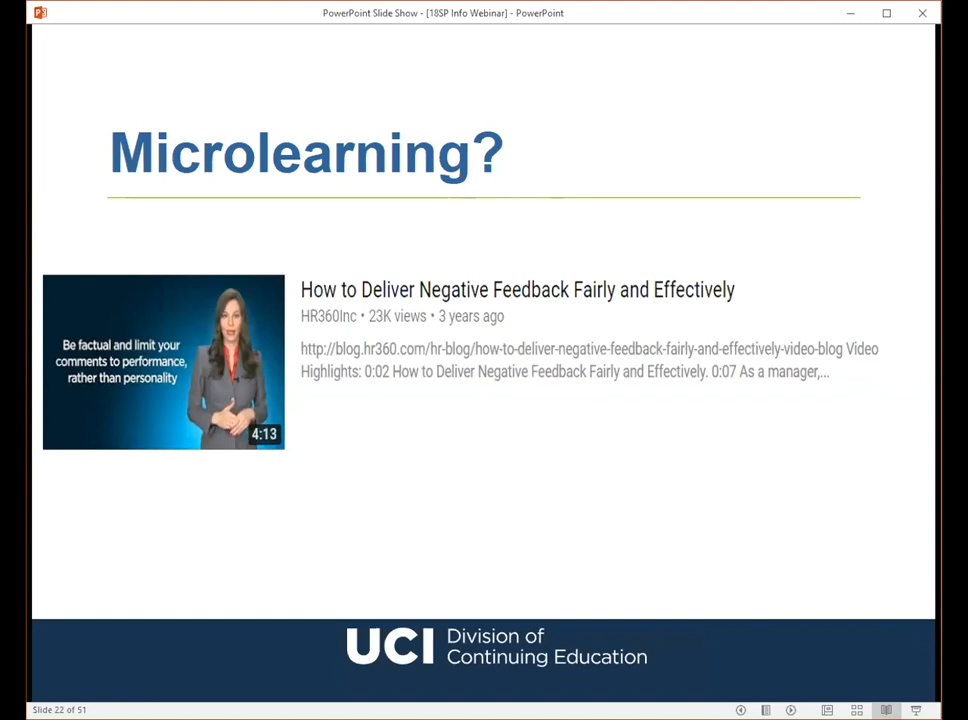 PowerPoint Slide Show - [18SP Info Webinar] - PowerPoint
Microlearning?
Be factual and limit your
comments to performance,
rather than personality
4:13
How to Deliver Negative Feedback Fairly and Effectively
HR360Inc • 23K views • 3 years ago
http://blog.hr360.com/hr-blog/how-to-deliver-negative-feedback-fairly-and-effectively-video-blog Video
Highlights: 0:02 How to Deliver Negative Feedback Fairly and Effectively. 0:07 As a manager,...
UCI
Division of
Continuing Education
Slide 22 of 51